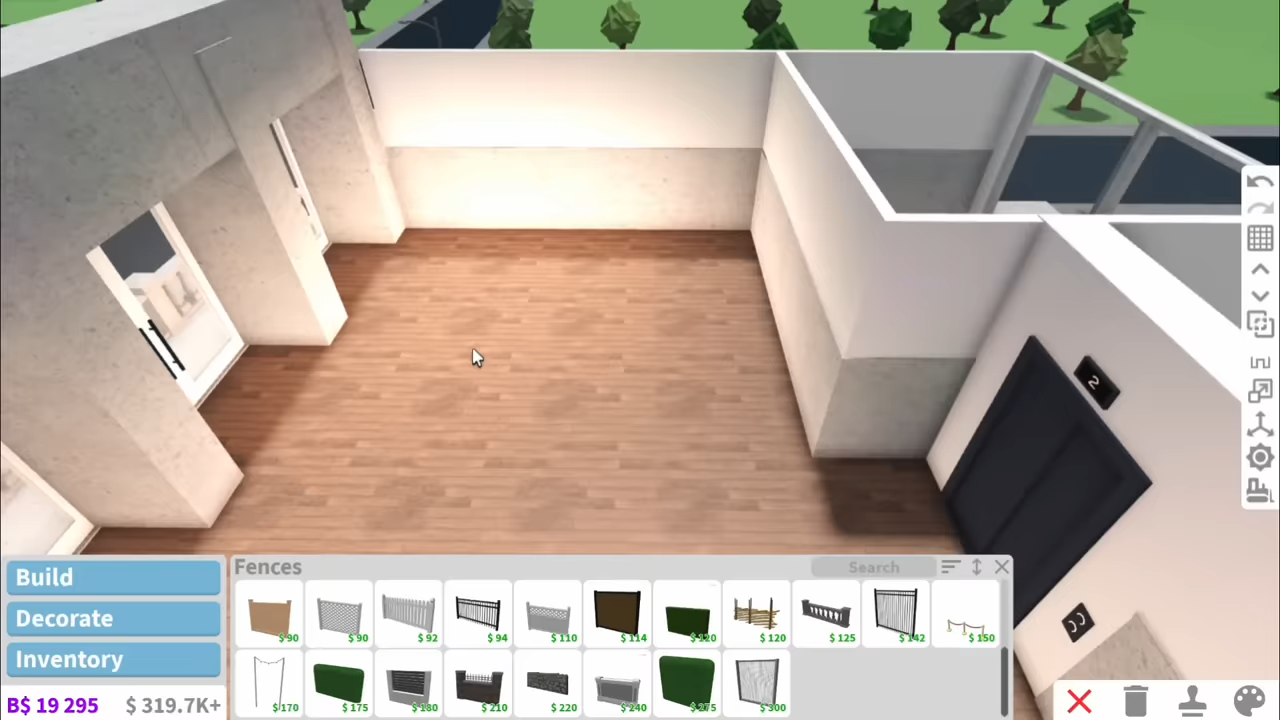 2
Build
Decorate
Inventory
B$ 19 295
$ 319.7K+
Fences
Search
$ 90
$ 90
$ 92
$ 94
$ 110
$ 114
$ 120
$ 120
$ 125
$ 142
$ 150
$ 170
$ 175
$ 180
$ 210
$ 220
$ 240
$ 275
$ 300